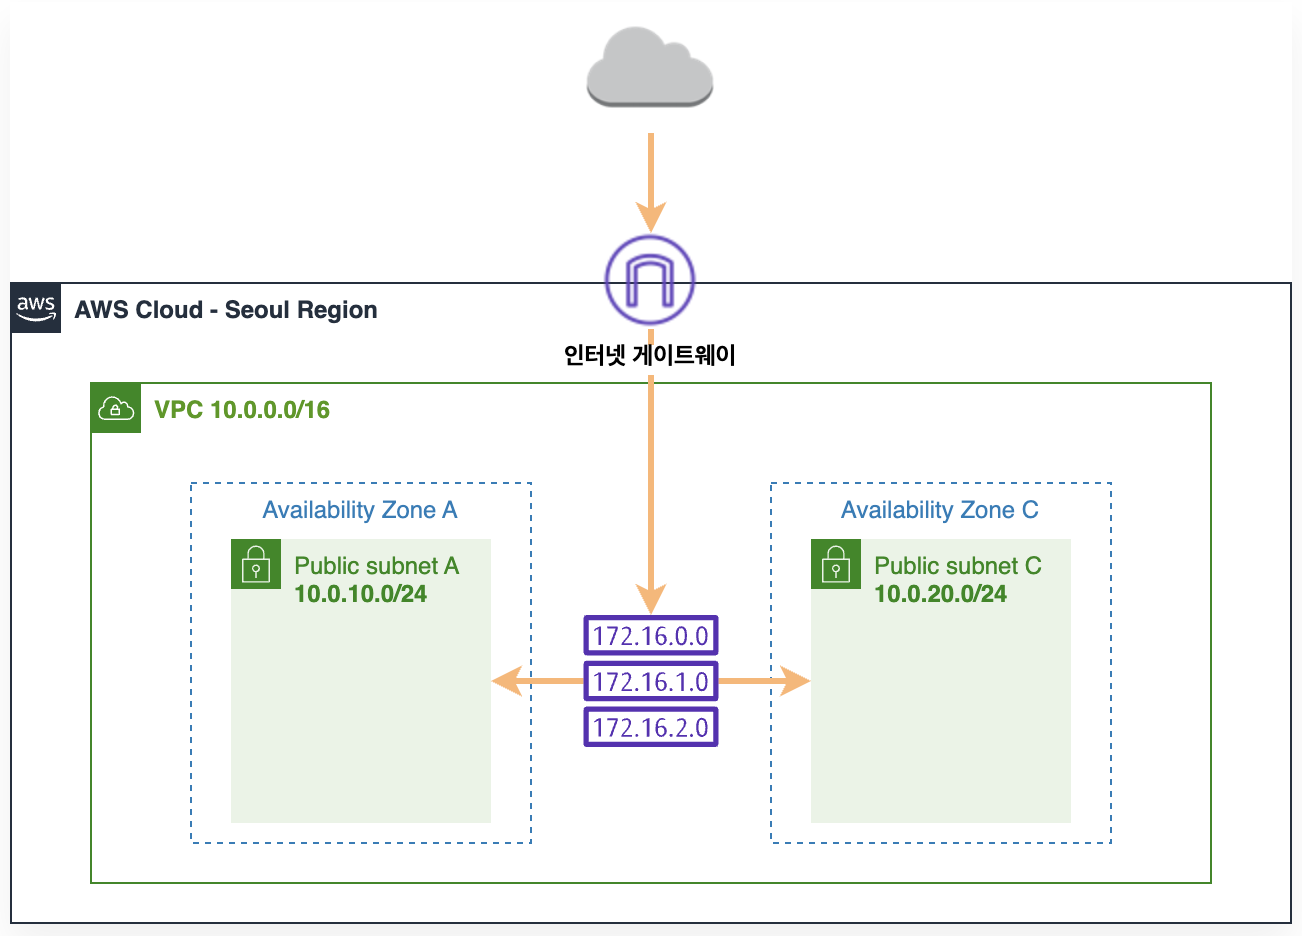 인터넷 게이트웨이
aws
AWS Cloud - Seoul Region
VPC 10.0.0.0/16
Availability Zone A
Public subnet A
10.0.10.0/24
172.16.0.0
172.16.1.0
172.16.2.0
Availability Zone C
Public subnet C
10.0.20.0/24